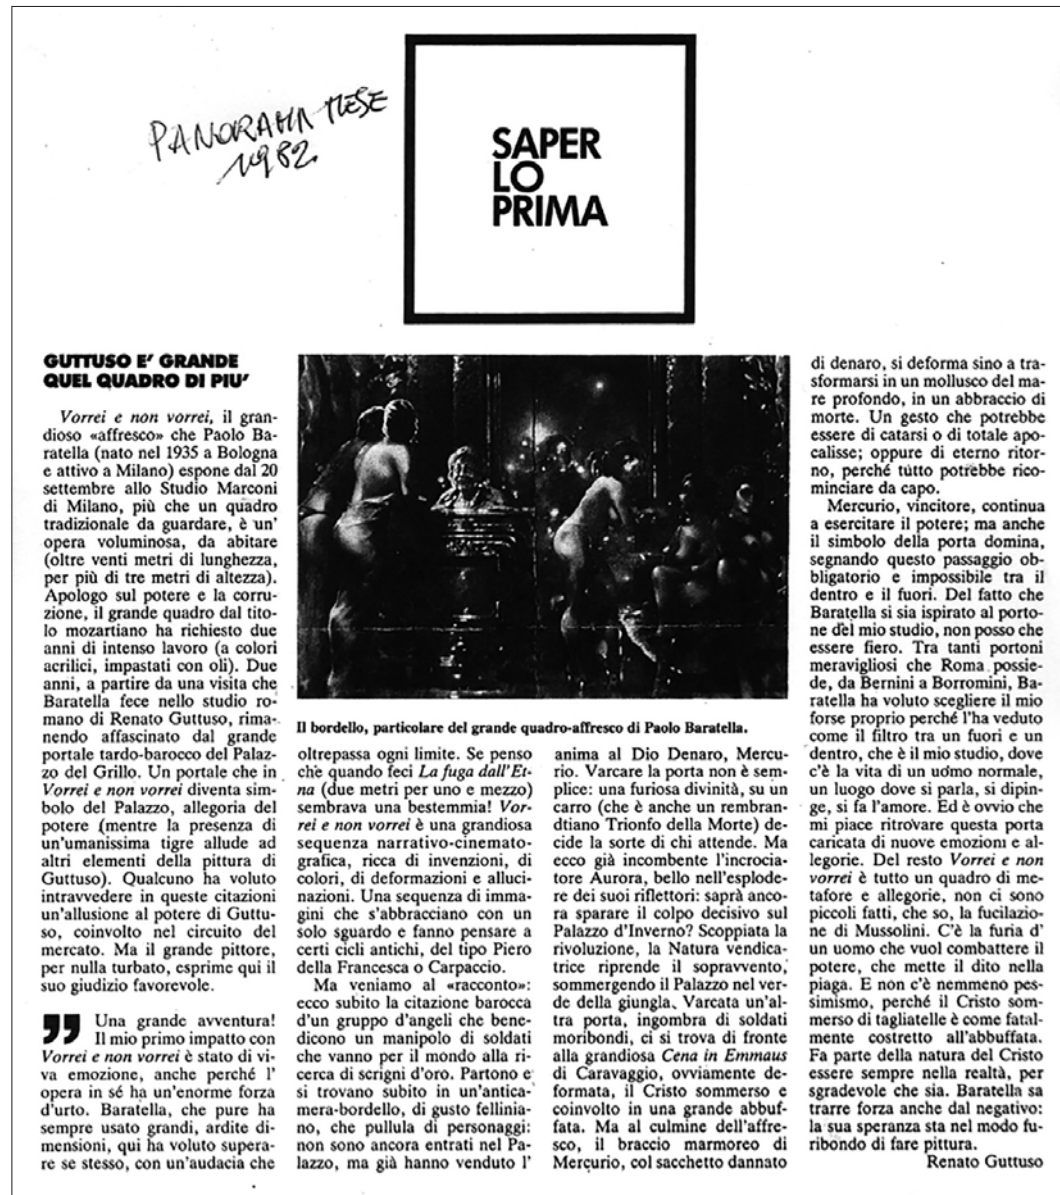 PANORAMA MESE
1982
SAPER
LO
PRIMA
GUTTUSO E' GRANDE
QUEL QUADRO DI PIU'
Vorrei e non vorrei, il gran-
dioso «affresco» che Paolo Ba-
ratella (nato nel 1935 a Bologna
e attivo a Milano) espone dal 20
settembre allo Studio Marconi
di Milano, più che un quadro
tradizionale da guardare, è un'
opera voluminosa, da abitare
(oltre venti metri di lunghezza,
per più di tre metri di altezza).
Apologo sul potere e la corru-
zione, il grande quadro dal tito-
lo mozartiano ha richiesto due
anni di intenso lavoro (a colori
acrilici, impastati con oli). Due
anni, a partire da una visita che
Baratella fece nello studio ro-
mano di Renato Guttuso, rima-
nendo affascinato dal grande
portale tardo-barocco del Palaz-
zo del Grillo. Un portale che in
Vorrei e non vorrei diventa sim-
bolo del Palazzo, allegoria del
potere (mentre la presenza di
un'umanissima tigre allude ad
altri elementi della pittura di
Guttuso). Qualcuno ha voluto
intravvedere in queste citazioni
un'allusione al potere di Guttu-
so, coinvolto nel circuito del
mercato. Ma il grande pittore,
per nulla turbato, esprime qui il
suo giudizio favorevole.
" Una grande avventura!
Il mio primo impatto con
Vorrei e non vorrei è stato di vi-
va emozione, anche perché l'
opera in sé ha un'enorme forza
d'urto. Baratella, che pure ha
sempre usato grandi, ardite di-
mensioni, qui ha voluto supera-
re se stesso, con un'audacia che
Il bordello, particolare del grande quadro-affresco di Paolo Baratella.
oltrepassa ogni limite. Se penso
che quando feci La fuga dall'Et-
na (due metri per uno e mezzo)
sembrava una bestemmia! Vor-
rei e non vorrei è una grandiosa
sequenza narrativo-cinemato-
grafica, ricca di invenzioni, di
colori, di deformazioni e alluci-
nazioni. Una sequenza di imma-
gini che s'abbracciano con un
solo sguardo e fanno pensare a
certi cicli antichi, del tipo Piero
della Francesca o Carpaccio.
Ma veniamo al «racconto»:
ecco subito la citazione barocca
d'un gruppo d'angeli che bene-
dicono un manipolo di soldati
che vanno per il mondo alla ri-
cerca di scrigni d'oro. Partono e
si trovano subito in un'antica-
mera-bordello, di gusto fellinia-
no, che pullula di personaggi:
non sono ancora entrati nel Pa-
lazzo, ma già hanno venduto l'
anima al Dio Denaro, Mercu-
rio. Varcare la porta non è sem-
plice: una furiosa divinità, su un
carro (che è anche un rembran-
dtiano Trionfo della Morte) de-
cide la sorte di chi attende. Ma
ecco già incombente l'incrocia-
tore Aurora, bello nell'esplode-
re dei suoi riflettori: saprà anco-
ra sparare il colpo decisivo sul
Palazzo d'Inverno? Scoppiata la
rivoluzione, la Natura vendica-
trice riprende il sopravvento,
sommergendo il Palazzo nel ver-
de della giungla. Varcata un'al-
tra porta, ingombra di soldati
moribondi, ci si trova di fronte
alla grandiosa Cena in Emmaus
di Caravaggio, ovviamente de-
formata, il Cristo sommerso e
coinvolto in una grande abbuf-
fata. Ma al culmine dell'affre-
sco, il braccio marmoreo di
Mercurio, col sacchetto dannato
di denaro, si deforma sino a tra-
sformarsi in un mollusco del ma-
re profondo, in un abbraccio di
morte. Un gesto che potrebbe
essere di catarsi o di totale apo-
calisse; oppure di eterno ritor-
no, perché tutto potrebbe rico-
minciare da capo.
Mercurio, vincitore, continua
a esercitare il potere; ma anche
il simbolo della porta domina,
segnando questo passaggio ob-
bligatorio e impossibile tra il
dentro e il fuori. Del fatto che
Baratella si sia ispirato al porto-
ne del mio studio, non posso che
essere fiero. Tra tanti portoni
meravigliosi che Roma possie-
de, da Bernini a Borromini, Ba-
ratella ha voluto scegliere il mio
forse proprio perché l'ha veduto
come il filtro tra un fuori e un
dentro, che è il mio studio, dove
c'è la vita di un uomo normale,
un luogo dove si parla, si dipin-
ge, si fa l'amore. Ed è ovvio che
mi piace ritrovare questa porta
caricata di nuove emozioni e al-
legorie. Del resto Vorrei e non
vorrei è tutto un quadro di me-
tafore e allegorie, non ci sono
piccoli fatti, che so, la fucilazio-
ne di Mussolini. C'è la furia d'
un uomo che vuol combattere il
potere, che mette il dito nella
piaga. E non c'è nemmeno pes-
simismo, perché il Cristo som-
merso di tagliatelle è come fatal-
mente costretto all'abbuffata.
Fa parte della natura del Cristo
essere sempre nella realtà, per
sgradevole che sia. Baratella sa
trarre forza anche dal negativo:
la sua speranza sta nel modo fu-
ribondo di fare pittura.
Renato Guttuso